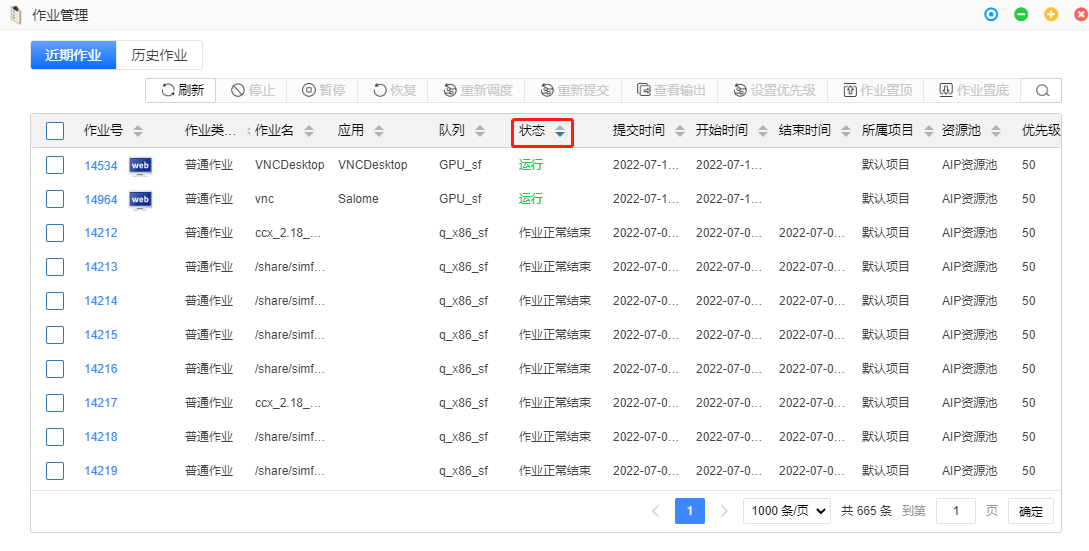 作业管理
近期作业 历史作业
刷新 停止 暂停 恢复 重新调度 重新提交 查看输出 设置优先级 作业置顶 作业置底
作业号 作业类... 作业名 应用 队列 状态 提交时间 开始时间 结束时间 所属项目 资源池 优先级
14534 web 普通作业 VNCDesktop VNCDesktop GPU_sf 运行 2022-07-1... 2022-07-1... 默认项目 AIP资源池 50
14964 web 普通作业 vnc Salome GPU_sf 运行 2022-07-1... 2022-07-1... 默认项目 AIP资源池 50
14212 普通作业 ccx_2.18_... q_x86_sf 作业正常结束 2022-07-0... 2022-07-0... 2022-07-0... 默认项目 AIP资源池 50
14213 普通作业 /share/simf... q_x86_sf 作业正常结束 2022-07-0... 2022-07-0... 2022-07-0... 默认项目 AIP资源池 50
14214 普通作业 /share/simf... q_x86_sf 作业正常结束 2022-07-0... 2022-07-0... 2022-07-0... 默认项目 AIP资源池 50
14215 普通作业 /share/simf... q_x86_sf 作业正常结束 2022-07-0... 2022-07-0... 2022-07-0... 默认项目 AIP资源池 50
14216 普通作业 /share/simf... q_x86_sf 作业正常结束 2022-07-0... 2022-07-0... 2022-07-0... 默认项目 AIP资源池 50
14217 普通作业 ccx_2.18_... q_x86_sf 作业正常结束 2022-07-0... 2022-07-0... 2022-07-0... 默认项目 AIP资源池 50
14218 普通作业 /share/simf... q_x86_sf 作业正常结束 2022-07-0... 2022-07-0... 2022-07-0... 默认项目 AIP资源池 50
14219 普通作业 /share/simf... q_x86_sf 作业正常结束 2022-07-0... 2022-07-0... 2022-07-0... 默认项目 AIP资源池 50
1 1000 条/页 共 665 条 到第 1 页 确定